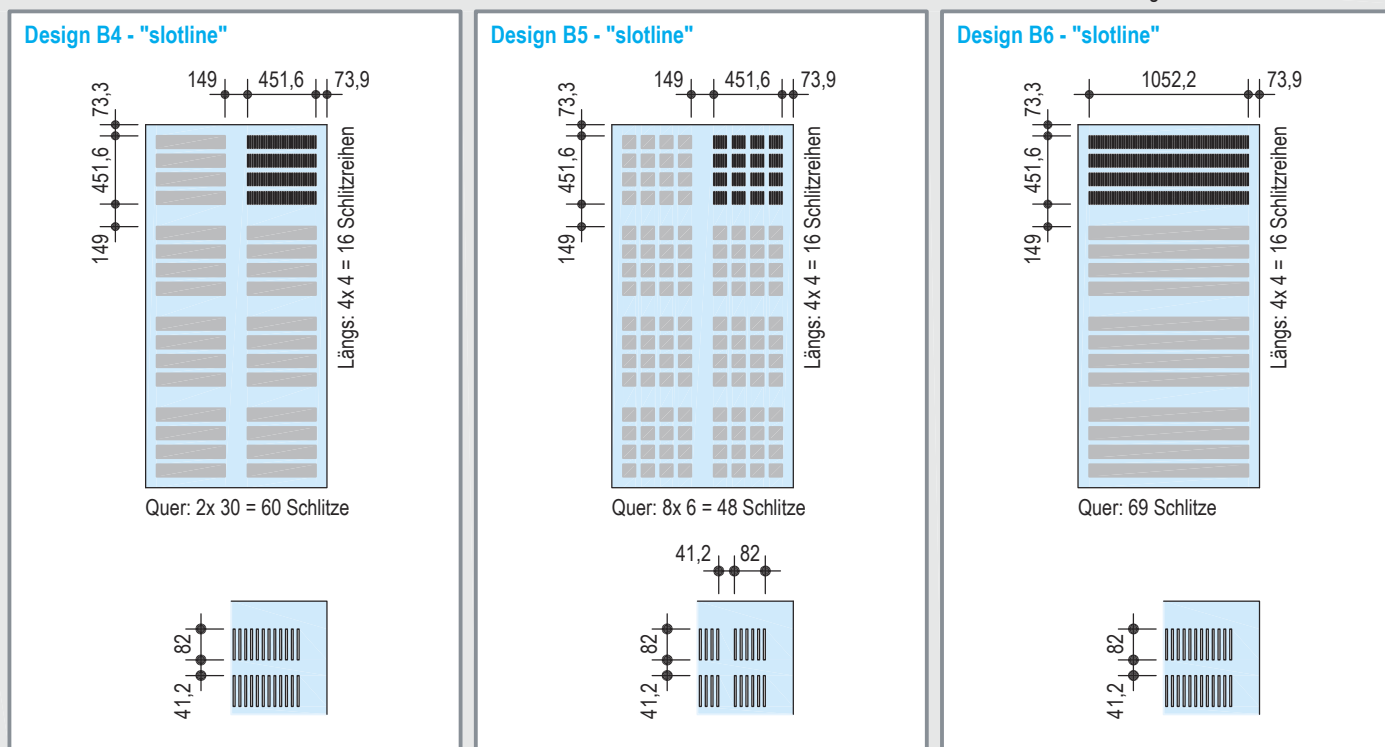 Design B4 - "slotline"
149 451,6 73,9
73,3
451,6
149
Längs: 4x 4 = 16 Schlitzreihen
Quer: 2x 30 = 60 Schlitze
82
41,2
Design B5 - "slotline"
149 451,6 73,9
73,3
451,6
149
Längs: 4x 4 = 16 Schlitzreihen
Quer: 8x 6 = 48 Schlitze
41,2 82
82
41,2
Design B6 - "slotline"
1052,2 73,9
73,3
451,6
149
Längs: 4x 4 = 16 Schlitzreihen
Quer: 69 Schlitze
82
41,2